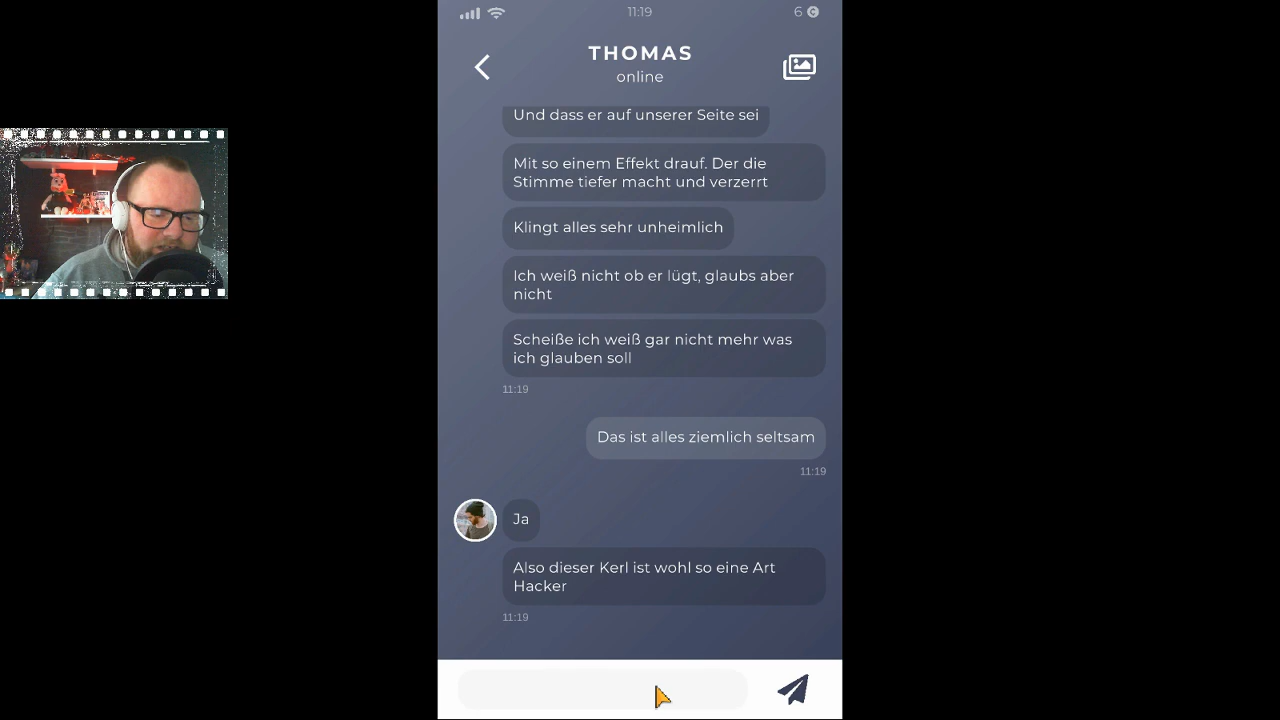 11:19
6
THOMAS
online
Und dass er auf unserer Seite sei
Mit so einem Effekt drauf. Der die
Stimme tiefer macht und verzerrt
Klingt alles sehr unheimlich
Ich weiß nicht ob er lügt, glaubs aber
nicht
Scheiße ich weiß gar nicht mehr was
ich glauben soll
11:19
Das ist alles ziemlich seltsam
11:19
Ja
Also dieser Kerl ist wohl so eine Art
Hacker
11:19